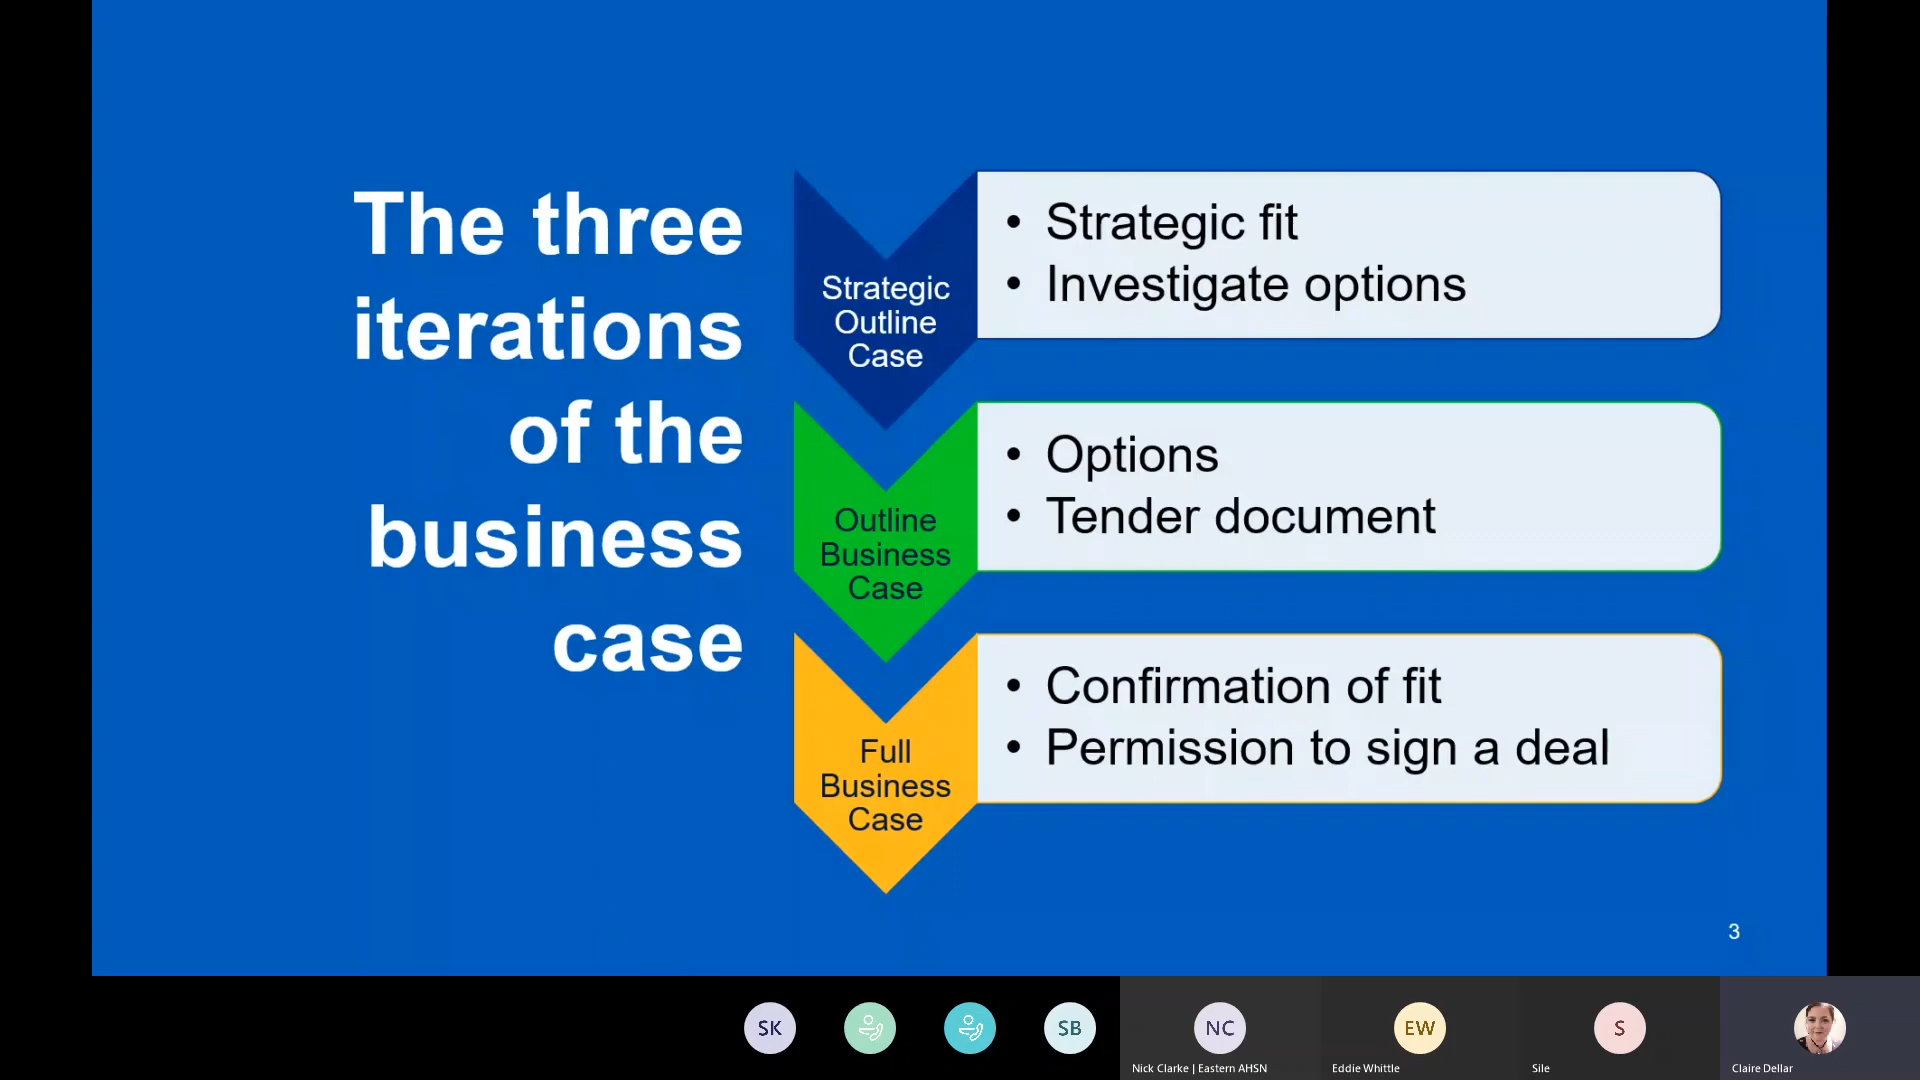 The three
iterations
of the
business
case
Strategic
Outline
Case
• Strategic fit
• Investigate options
Outline
Business
Case
• Options
• Tender document
Full
Business
Case
• Confirmation of fit
• Permission to sign a deal
3
SK
SB
NC
EW
S
Nick Clarke | Eastern AHSN
Eddie Whittle
Sile
Claire Dellar